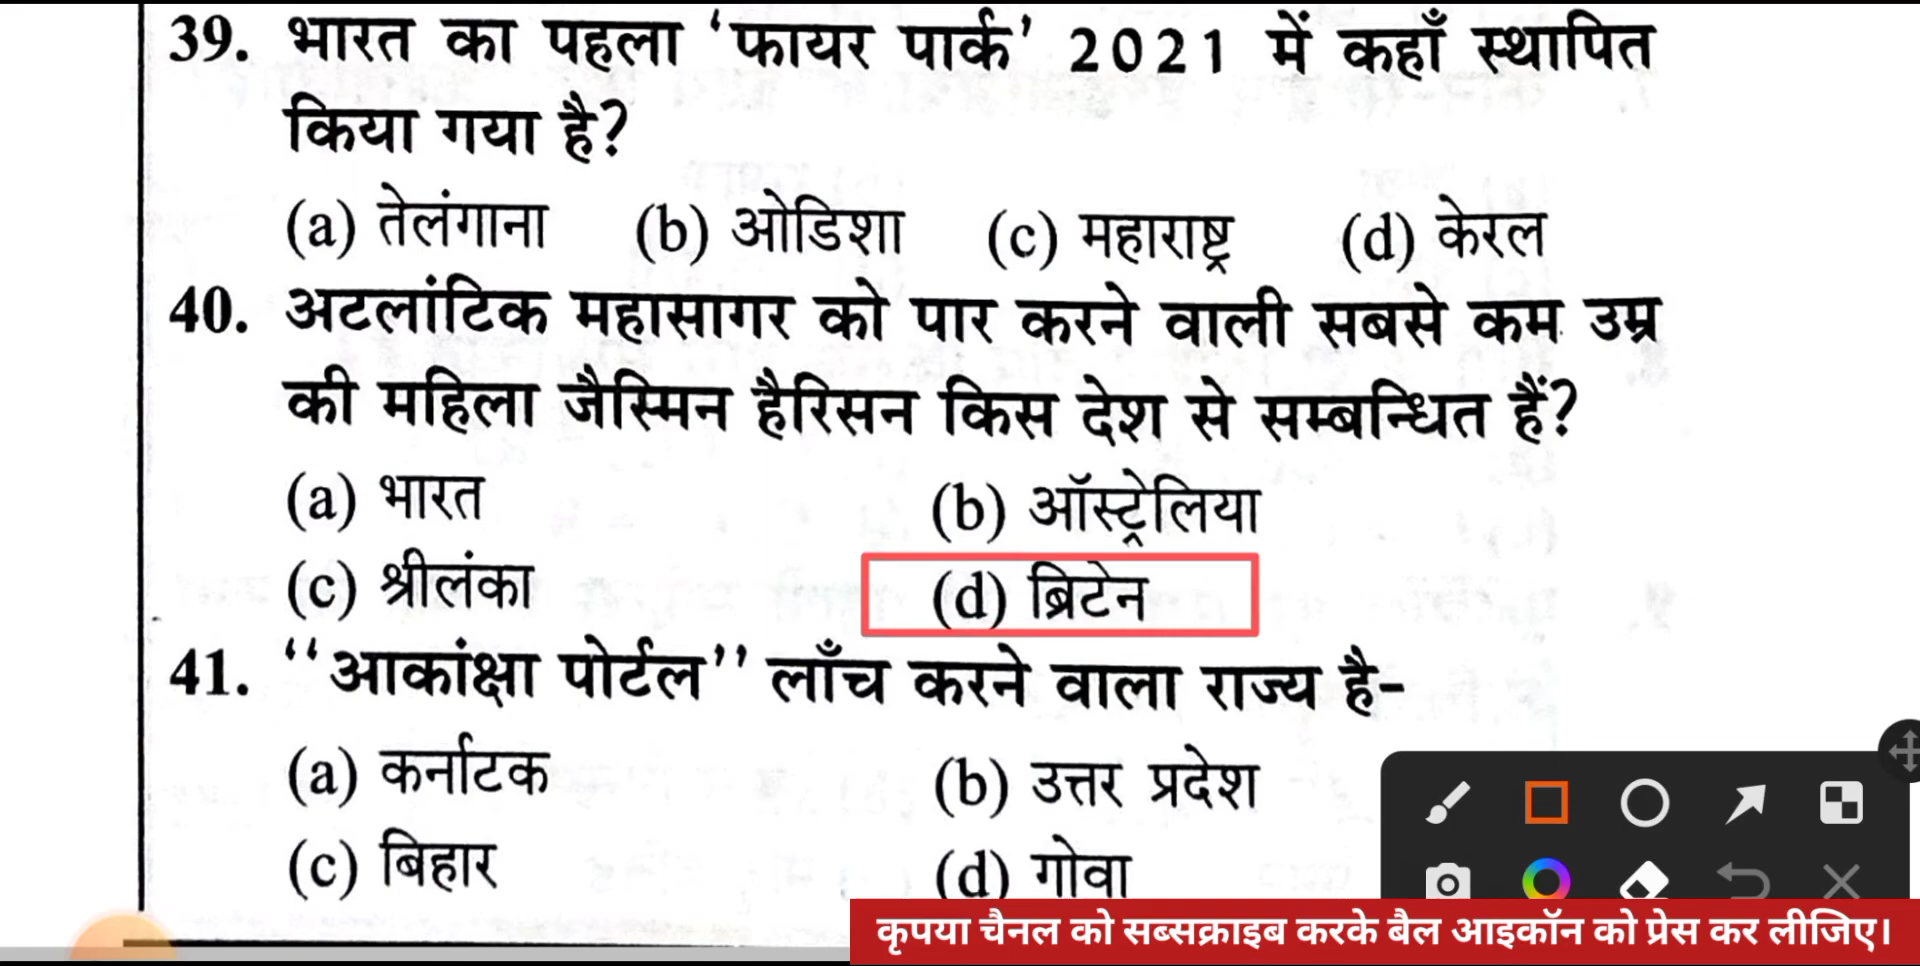 39. भारत का पहला ‘फायर पार्क’ 2021 में कहाँ स्थापित
किया गया है?
(a) तेलंगाना (b) ओडिशा (c) महाराष्ट्र (d) केरल
40. अटलांटिक महासागर को पार करने वाली सबसे कम उम्र
की महिला जैस्मिन हैरिसन किस देश से सम्बन्धित हैं?
(a) भारत (b) ऑस्ट्रेलिया
(c) श्रीलंका (d) ब्रिटेन
41. “आकांक्षा पोर्टल” लाँच करने वाला राज्य है-
(a) कर्नाटक (b) उत्तर प्रदेश
(c) बिहार (d) गोवा
कृपया चैनल को सब्सक्राइब करके बैल आइकॉन को प्रेस कर लीजिए।